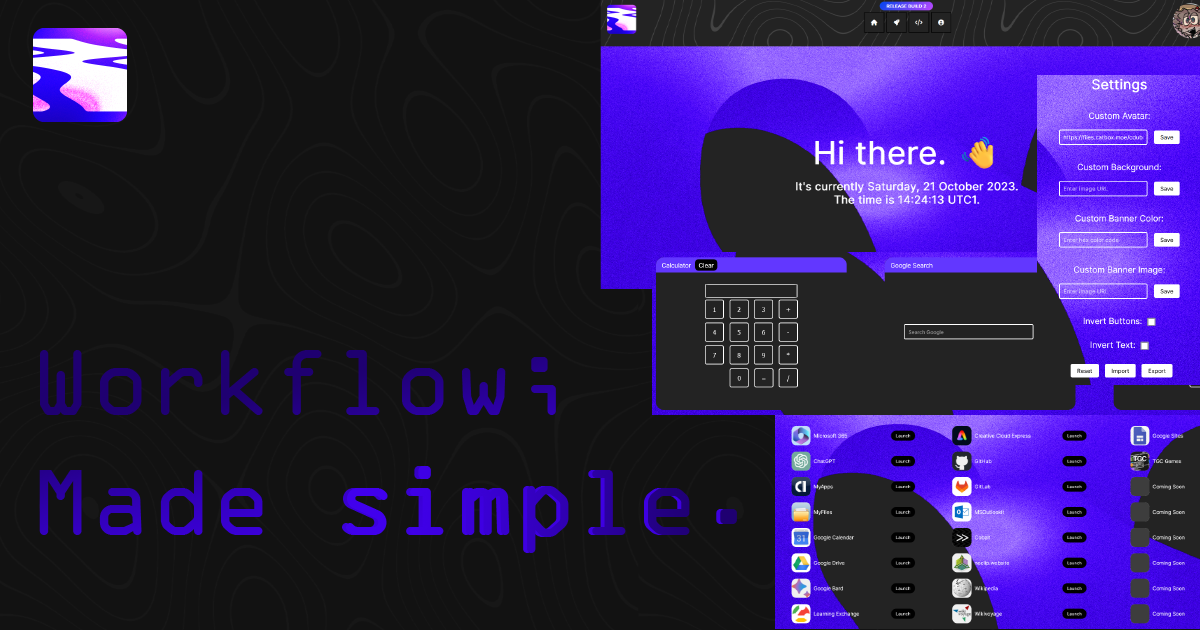 Workflow;
Made simple.
RELEASE BUILD 2
Hi there. 👋
It's currently Saturday, 21 October 2023.
The time is 14:24:13 UTC1.
Settings
Custom Avatar:
https://files.catbox.moe/cdub
Save
Custom Background:
Enter Image URL
Save
Custom Banner Color:
Enter hex color code
Save
Custom Banner Image:
Enter Image URL
Save
Invert Buttons:
Invert Text:
Reset Import Export
Calculator Clear
1 2 3 +
4 5 6 -
7 8 9 *
0 = /
Google Search
Search Google
Microsoft 365 Launch
ChatGPT Launch
MyApps Launch
MyFiles Launch
Google Calendar Launch
Google Drive Launch
Google Bard Launch
Learning Exchange Launch
Creative Cloud Express Launch
GitHub Launch
GitLab Launch
MSOutlook Launch
Cobalt Launch
Launch
Wikipedia Launch
Wikivoyage Launch
Google Sites
TGC Games
Coming Soon
Coming Soon
Coming Soon
Coming Soon
Coming Soon
Coming Soon